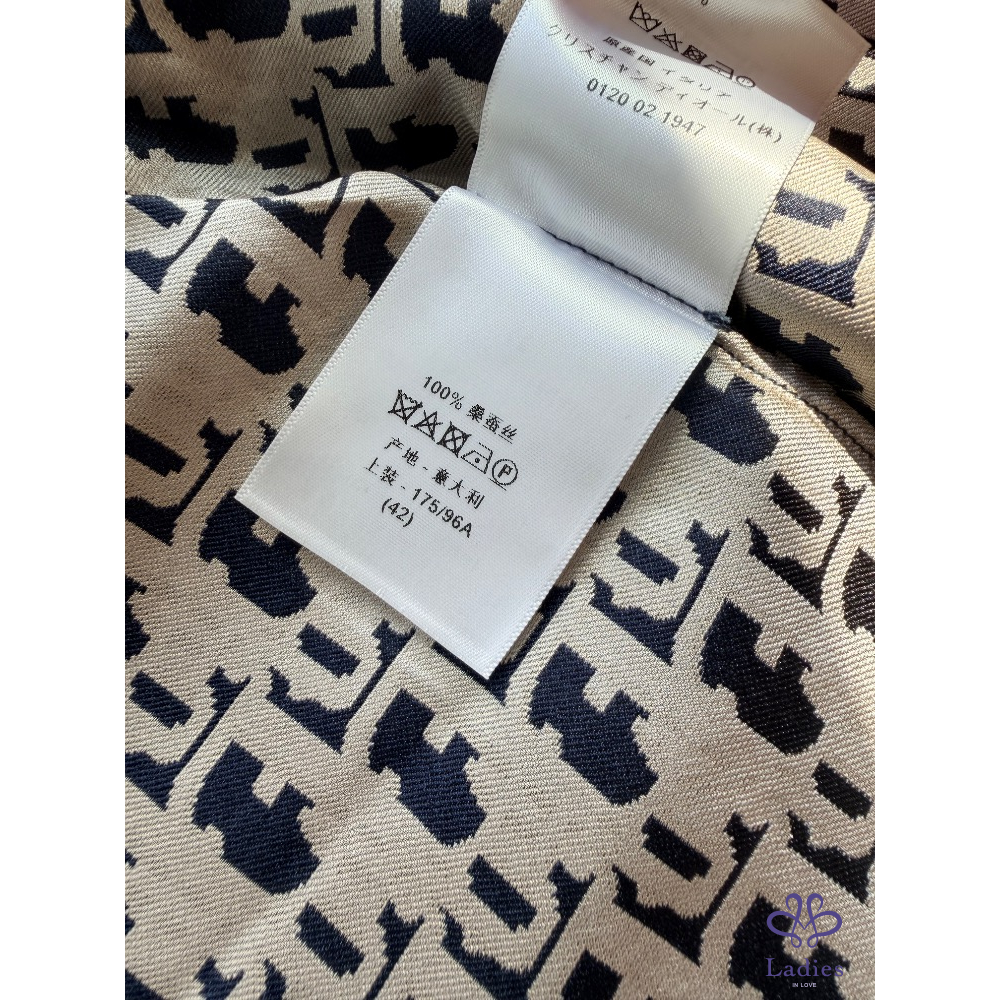 原産国 イタリア
クリスチャン ディオール(株)
0120 02 1947
100% 桑蚕丝
P
产地 - 意大利
上装 - 175/96A
(42)
Ladies
IN LOVE